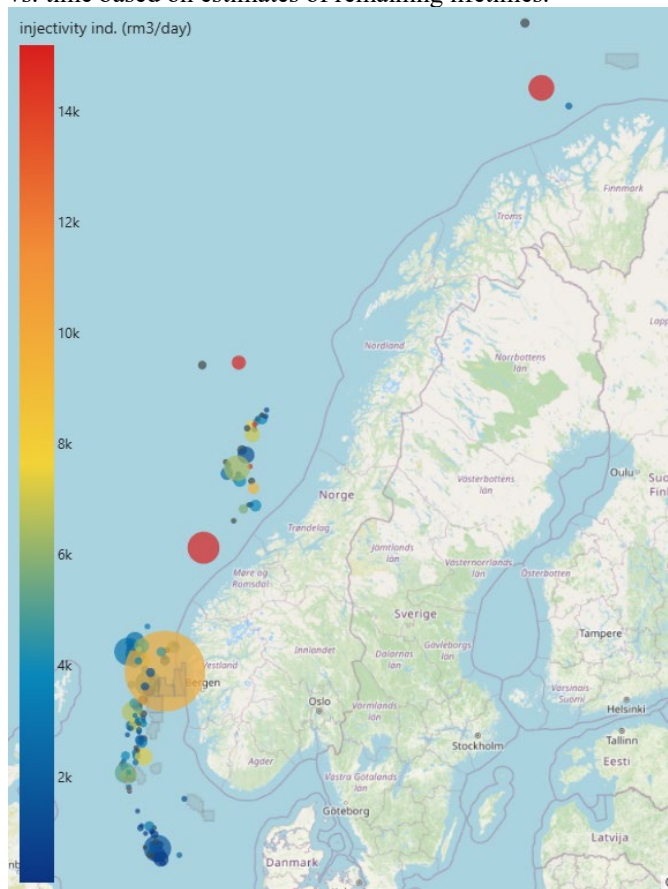 vs. time based on estimates of remaining lifetimes.
injectivity ind. (rm3/day)
14k
12k
10k
8k
6k
4k
2k
Finnmark
Troms
Nordland
Norrbottens
län
Oulu
Norge
Västerbottens
län
Trøndelag
Jämtlands
län
Møre og
Romsdal
Västernorrlands
län
Österbotten
Sverige
Tampere
Innlandet
Dalarnas
län
Gävleborgs
län
Vestland
Bergen
Varsinais-
Suomi
Oslo
Värmlands
län
Helsinki
Tallinn
Stockholm
Eesti
Agder
Västra Götalands
län
Göteborg
Latvija
Danmark